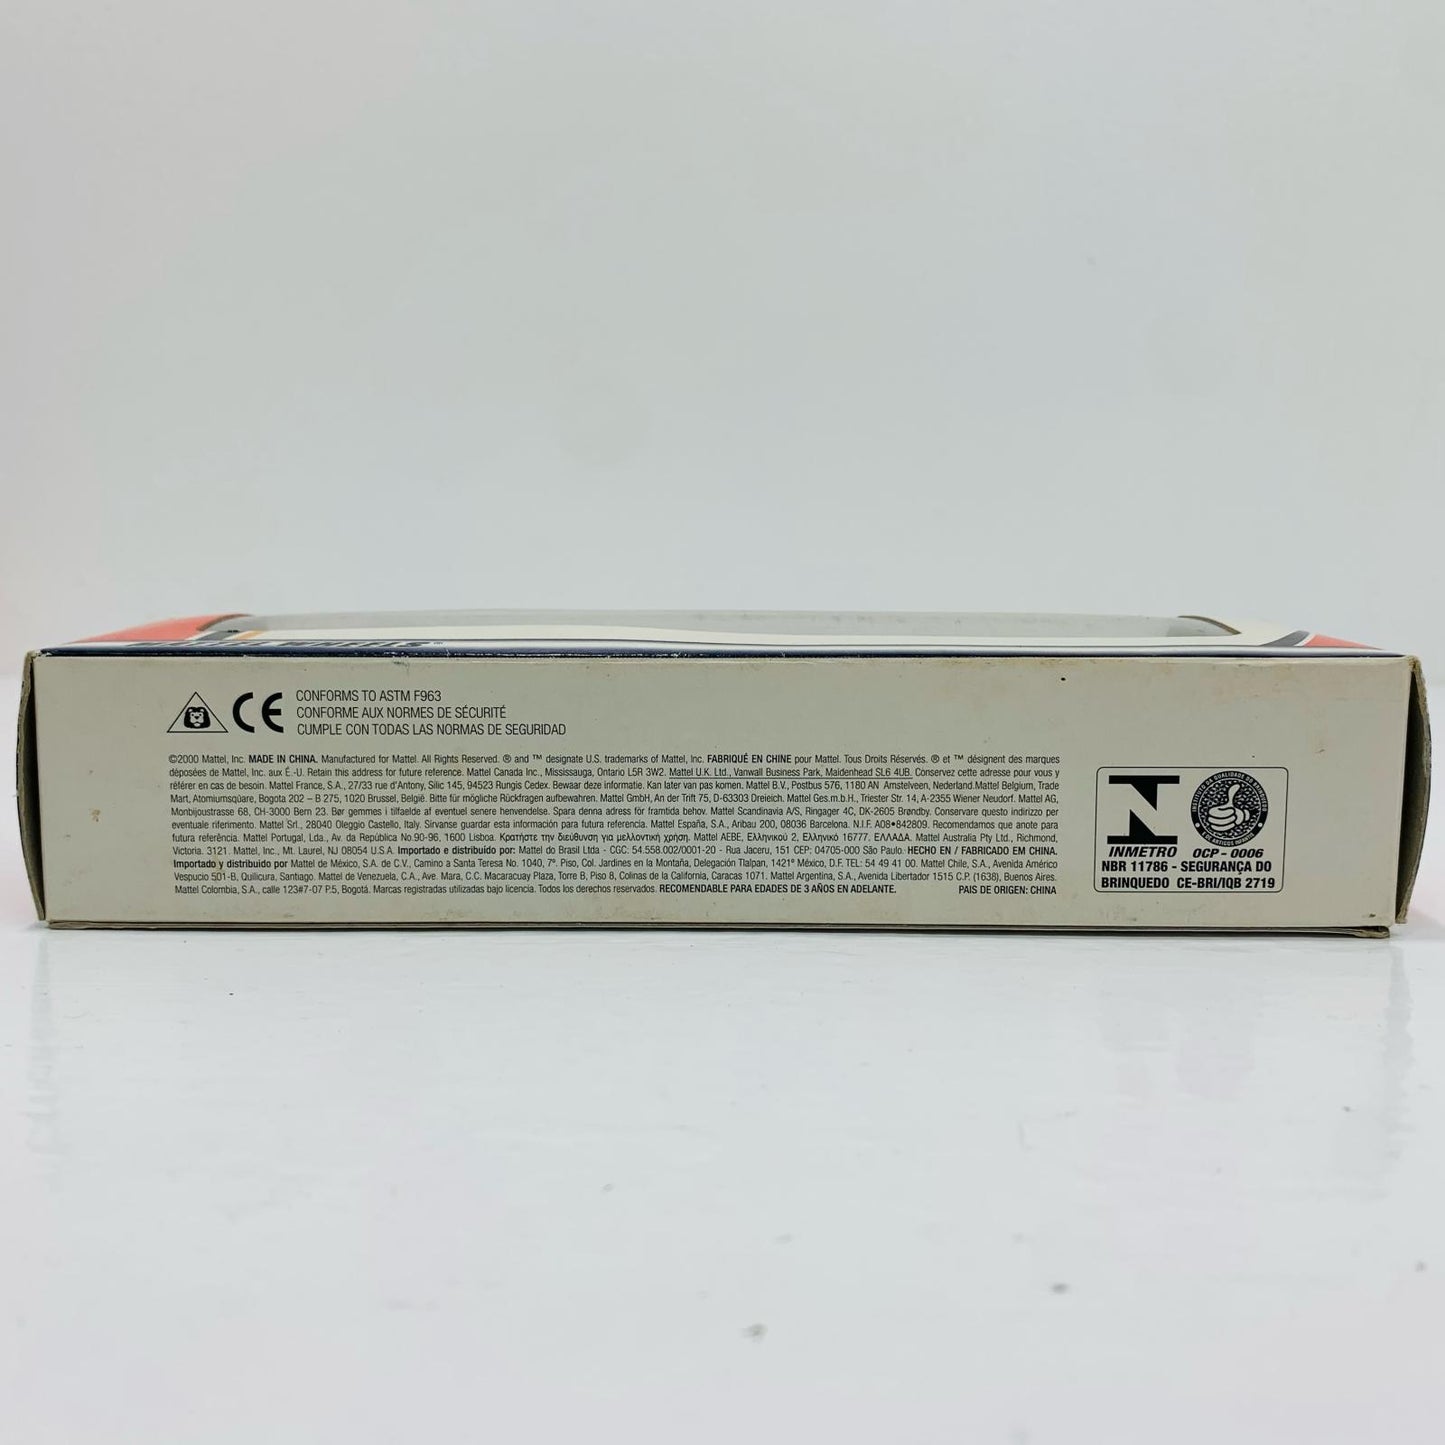 WHEELS™
CONFORMS TO ASTM F963
CONFORME AUX NORMES DE SÉCURITÉ
CUMPLE CON TODAS LAS NORMAS DE SEGURIDAD
CE
©2000 Mattel, Inc. MADE IN CHINA. Manufactured for Mattel. All Rights Reserved. ® and ™ designate U.S. trademarks of Mattel, Inc. FABRIQUÉ EN CHINE pour Mattel. Tous Droits Réservés. ® et ™ désignent des marques
déposées de Mattel, Inc. aux É.-U. Retain this address for future reference. Mattel Canada Inc., Mississauga, Ontario L5R 3W2. Mattel U.K. Ltd., Vanwall Business Park, Maidenhead SL6 4UB. Conservez cette adresse pour vous y
référer en cas de besoin. Mattel France, S.A., 27/33 rue d'Antony, Silic 145, 94523 Rungis Cedex. Bewaar deze informatie. Kan later van pas komen. Mattel B.V., Postbus 576, 1180 AN Amstelveen, Nederland.Mattel Belgium, Trade
Mart, Atomiumsqüare, Bogota 202 – B 275, 1020 Brussel, België. Bitte für mögliche Rückfragen aufbewahren. Mattel GmbH, An der Trift 75, D-63303 Dreieich. Mattel Ges.m.b.H., Triester Str. 14, A-2355 Wiener Neudorf. Mattel AG,
Monbijoustrasse 68, CH-3000 Bern 23. Bør gemmes i tilfælde af eventuel senere henvendelse. Spara denna adress för framtida behov. Mattel Scandinavia A/S, Ringager 4C, DK-2605 Brøndby. Conservare questo indirizzo per
eventuale riferimento. Mattel Srl., 28040 Oleggio Castello, Italy. Sírvanse guardar esta información para futura referencia. Mattel España, S.A., Aribau 200, 08036 Barcelona. N.I.F. A08•842809. Recomendamos que anote para
futura referência. Mattel Portugal, Lda., Av. da República No.90-96, 1600 Lisboa. Κρατήστε την διεύθυνση για μελλοντική χρήση. Mattel AEBE, Ελληνικού 2, Ελληνικό 16777. ΕΛΛΑΔΑ. Mattel Australia Pty Ltd., Richmond,
Victoria. 3121. Mattel, Inc., Mt. Laurel, NJ 08054 U.S.A. Importado e distribuido por: Mattel do Brasil Ltda - CGC: 54.558.002/0001-20 - Rua Jaceru, 151 CEP: 04705-000 São Paulo. HECHO EN / FABRICADO EM CHINA.
Importado y distribuido por Mattel de México, S.A. de C.V., Camino a Santa Teresa No. 1040, 7º. Piso, Col. Jardines en la Montaña, Delegación Tlalpan, 14210 México, D.F. TEL: 54 49 41 00. Mattel Chile, S.A., Avenida Américo
Vespucio 501-B, Quilicura, Santiago. Mattel de Venezuela, C.A., Ave. Mara, C.C. Macaracuay Plaza, Torre B, Piso 8, Colinas de la California, Caracas 1071. Mattel Argentina, S.A., Avenida Libertador 1515 C.P. (1638), Buenos Aires.
Mattel Colombia, S.A., calle 123#7-07 P.5, Bogotá. Marcas registradas utilizadas bajo licencia. Todos los derechos reservados. RECOMENDABLE PARA EDADES DE 3 AÑOS EN ADELANTE. PAIS DE ORIGEN: CHINA
INMETRO OCP - 0006
NBR 11786 - SEGURANÇA DO
BRINQUEDO CE-BRI/IQB 2719